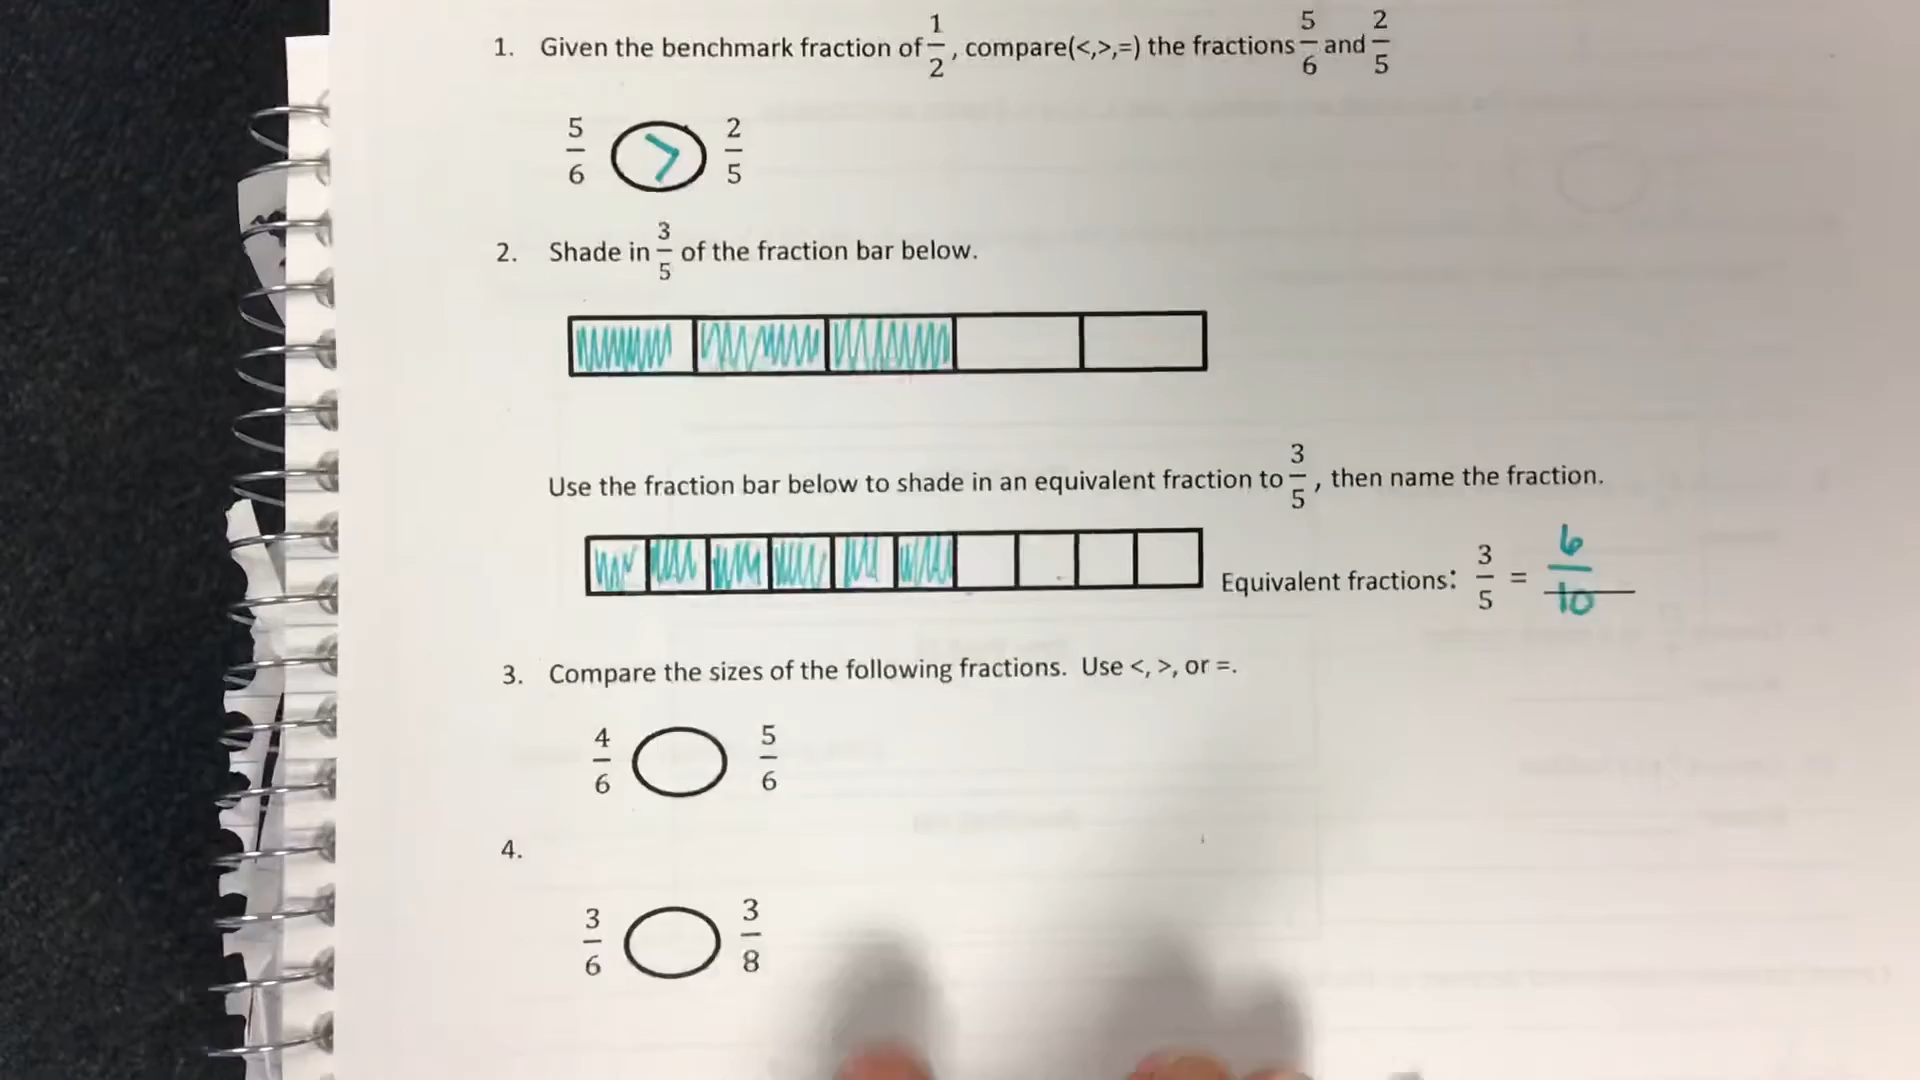 1. Given the benchmark fraction of 1/2, compare(<,>,=) the fractions 5/6 and 2/5
5/6 > 2/5
2. Shade in 3/5 of the fraction bar below.
Use the fraction bar below to shade in an equivalent fraction to 3/5, then name the fraction.
Equivalent fractions: 3/5 = 6/10
3. Compare the sizes of the following fractions. Use <, >, or =.
4/6 5/6
4.
3/6 3/8